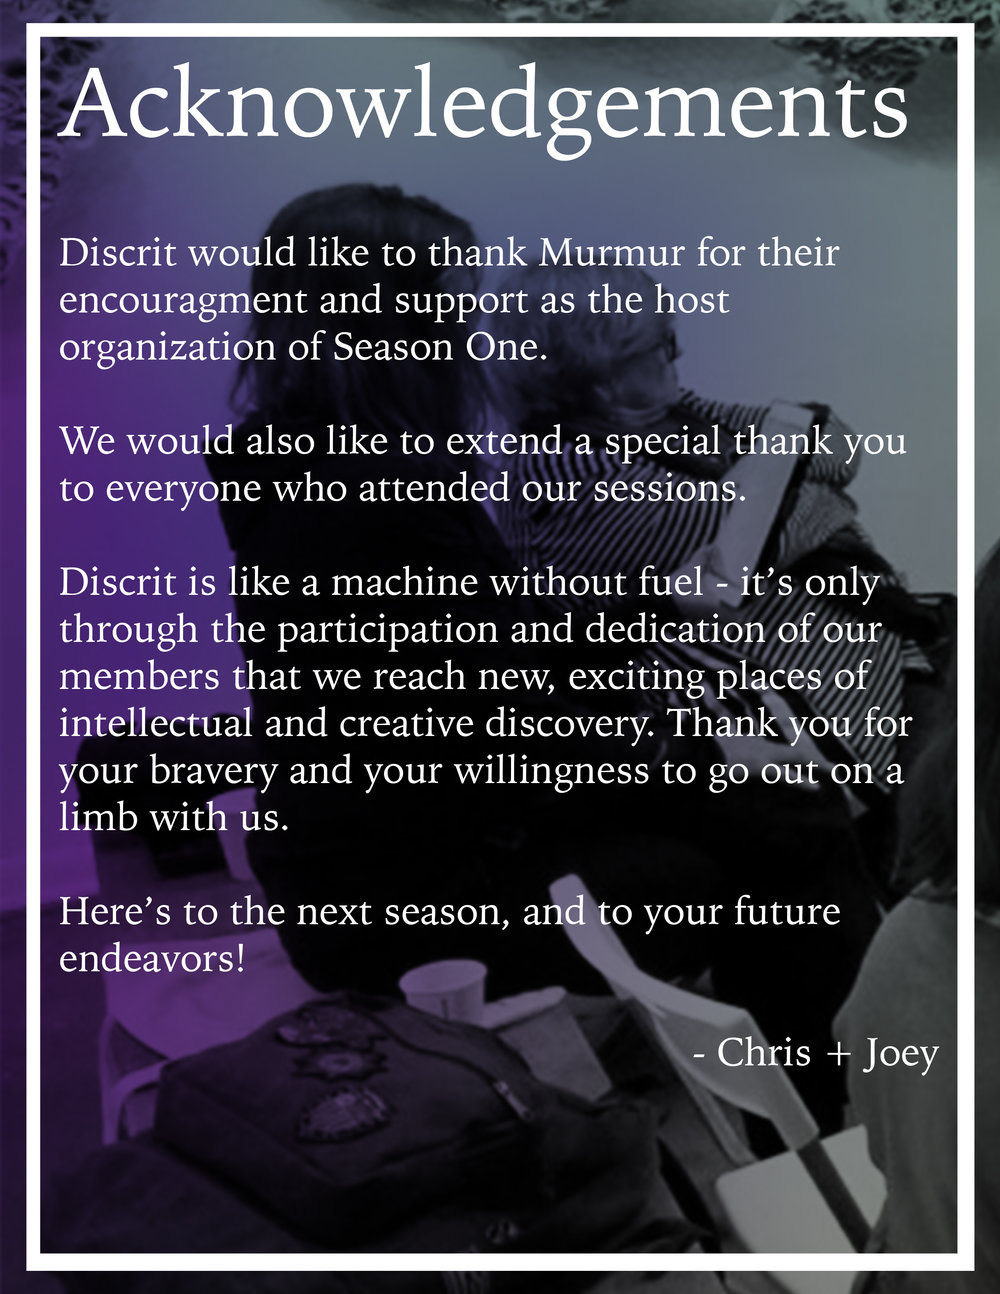 Acknowledgements
Discrit would like to thank Murmur for their
encouragment and support as the host
organization of Season One.
We would also like to extend a special thank you
to everyone who attended our sessions.
Discrit is like a machine without fuel - it’s only
through the participation and dedication of our
members that we reach new, exciting places of
intellectual and creative discovery. Thank you for
your bravery and your willingness to go out on a
limb with us.
Here’s to the next season, and to your future
endeavors!
- Chris + Joey